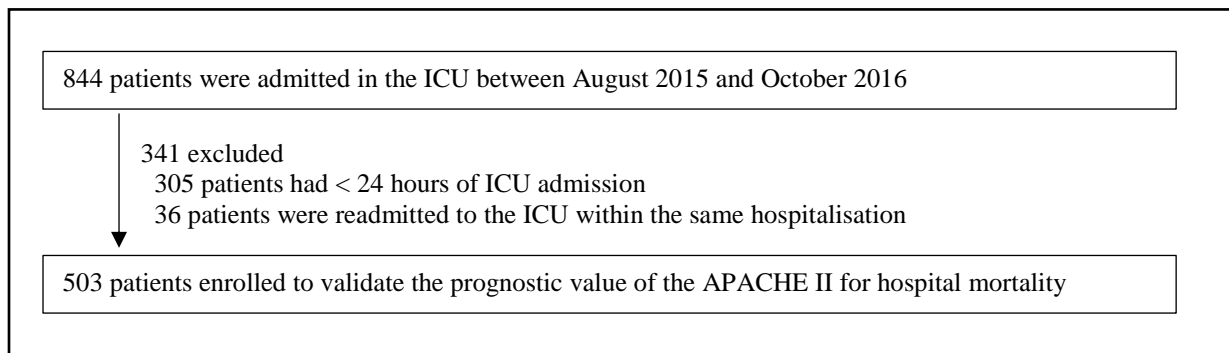 844 patients were admitted in the ICU between August 2015 and October 2016
341 excluded
305 patients had < 24 hours of ICU admission
36 patients were readmitted to the ICU within the same hospitalisation
503 patients enrolled to validate the prognostic value of the APACHE II for hospital mortality